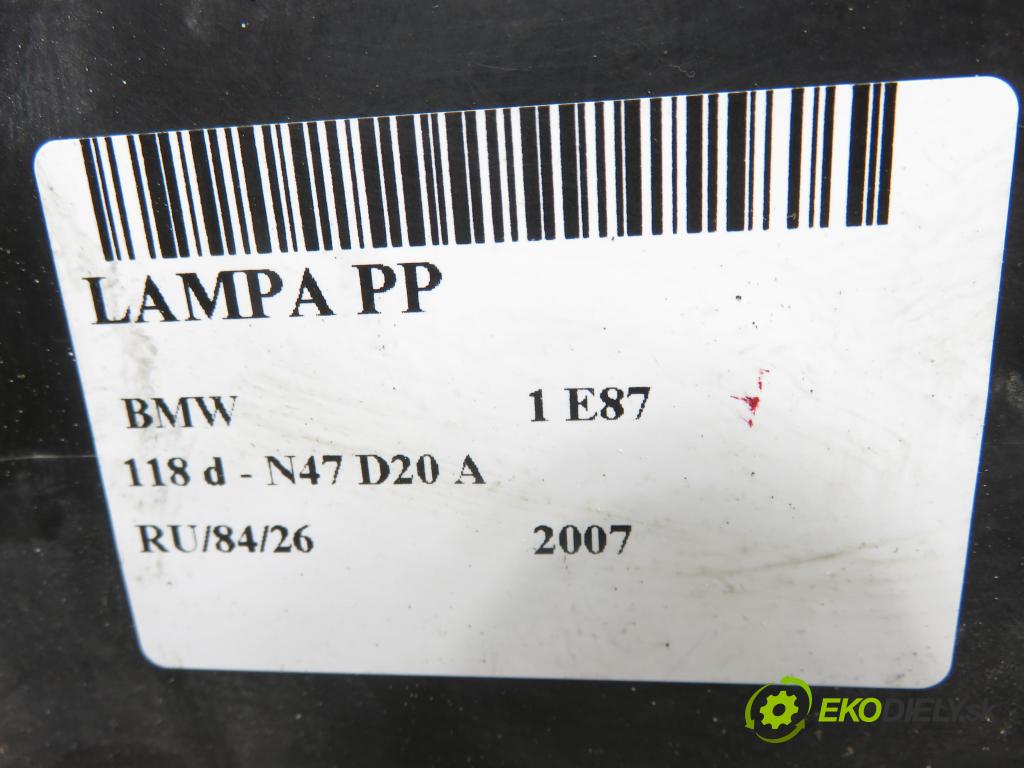 LAMPA PP
BMW 1 E87
118 d - N47 D20 A
RU/84/26 2007
EKODIELY.sk